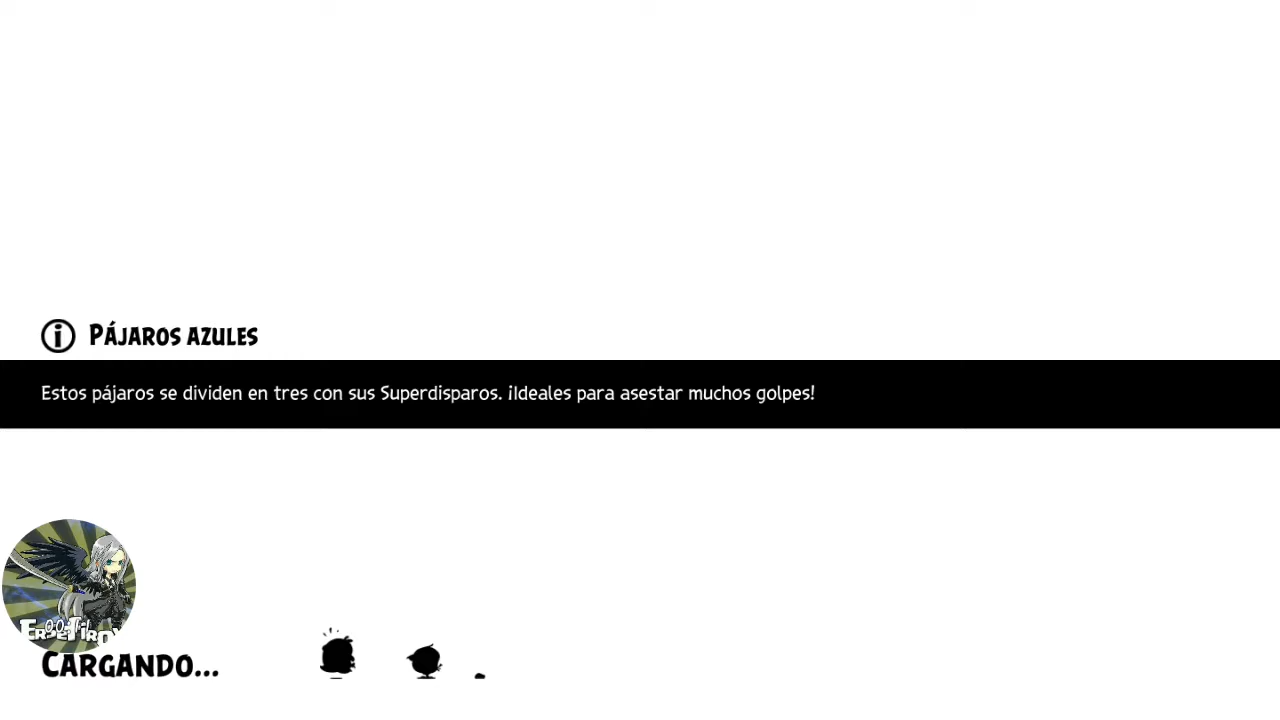 PÁJAROS AZULES
Estos pájaros se dividen en tres con sus Superdisparos. ¡Ideales para asestar muchos golpes!
CARGANDO...